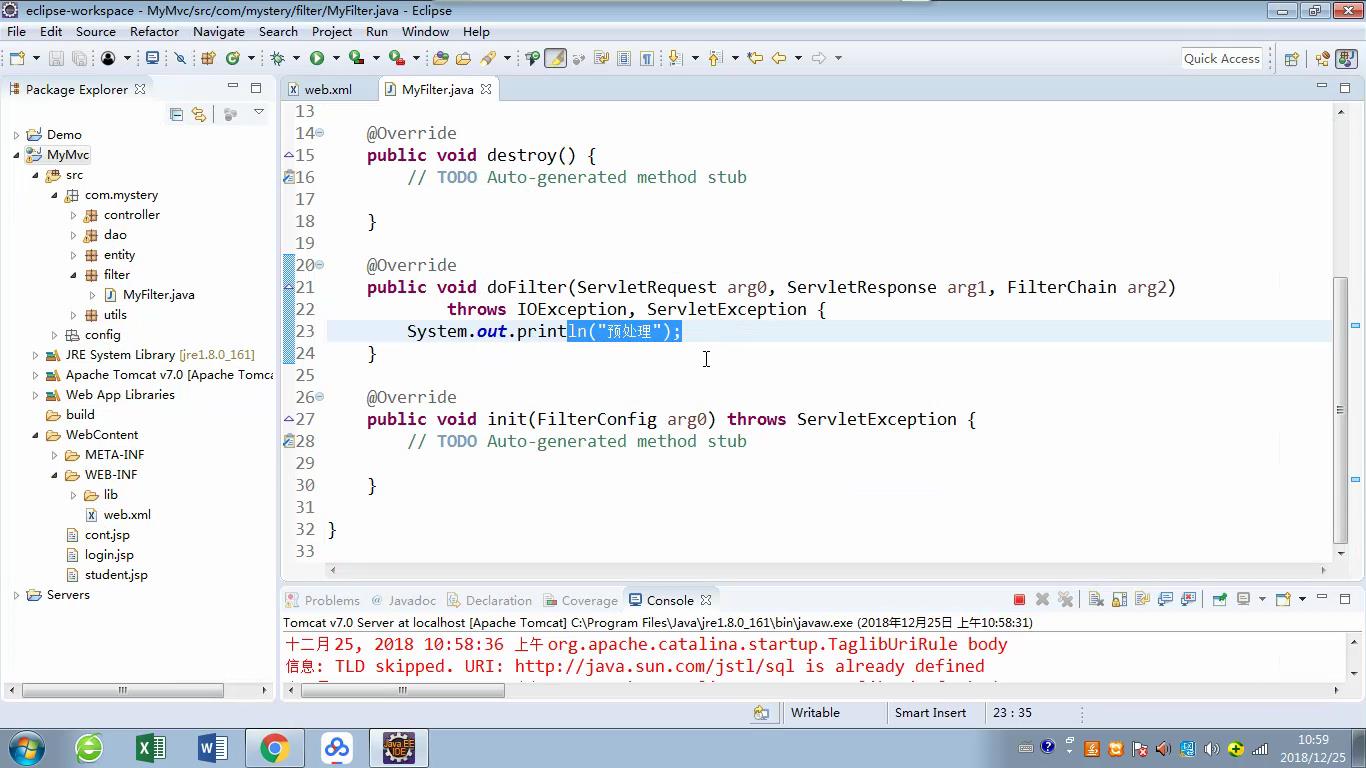 eclipse-workspace - MyMvc/src/com/mystery/filter/MyFilter.java - Eclipse
File Edit Source Refactor Navigate Search Project Run Window Help
Quick Access
Package Explorer
web.xml
MyFilter.java
Demo
MyMvc
src
com.mystery
controller
dao
entity
filter
MyFilter.java
utils
config
JRE System Library [jre1.8.0_161]
Apache Tomcat v7.0 [Apache Tomca
Web App Libraries
build
WebContent
META-INF
WEB-INF
lib
web.xml
cont.jsp
login.jsp
student.jsp
Servers
13
14 @Override
15 public void destroy() {
16 // TODO Auto-generated method stub
17
18 }
19
20 @Override
21 public void doFilter(ServletRequest arg0, ServletResponse arg1, FilterChain arg2)
22 throws IOException, ServletException {
23 System.out.println("预处理");
24 }
25
26 @Override
27 public void init(FilterConfig arg0) throws ServletException {
28 // TODO Auto-generated method stub
29
30 }
31
32 }
33
Problems @ Javadoc Declaration Coverage Console
Tomcat v7.0 Server at localhost [Apache Tomcat] C:\Program Files\Java\jre1.8.0_161\bin\javaw.exe (2018年12月25日 上午10:58:31)
十二月 25, 2018 10:58:36 上午 org.apache.catalina.startup.TaglibUriRule body
信息: TLD skipped. URI: http://java.sun.com/jstl/sql is already defined
Writable
Smart Insert
23 : 35
Java EE
IDE
10:59
2018/12/25